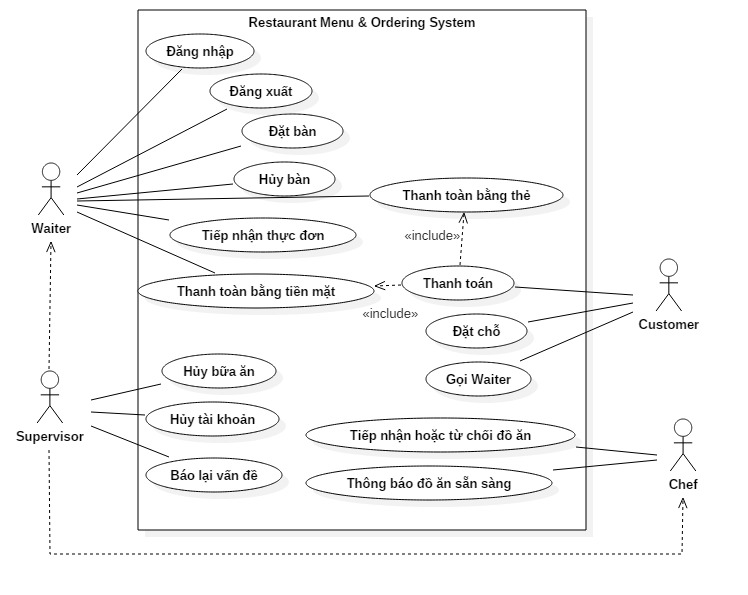 Restaurant Menu & Ordering System
Đăng nhập
Đăng xuất
Đặt bàn
Hủy bàn
Thanh toàn bằng thẻ
Waiter
Tiếp nhận thực đơn
«include»
Thanh toán
Thanh toàn bằng tiền mặt
«include»
Customer
Đặt chỗ
Hủy bữa ăn
Gọi Waiter
Hủy tài khoản
Supervisor
Tiếp nhận hoặc từ chối đồ ăn
Báo lại vấn đề
Thông báo đồ ăn sẵn sàng
Chef